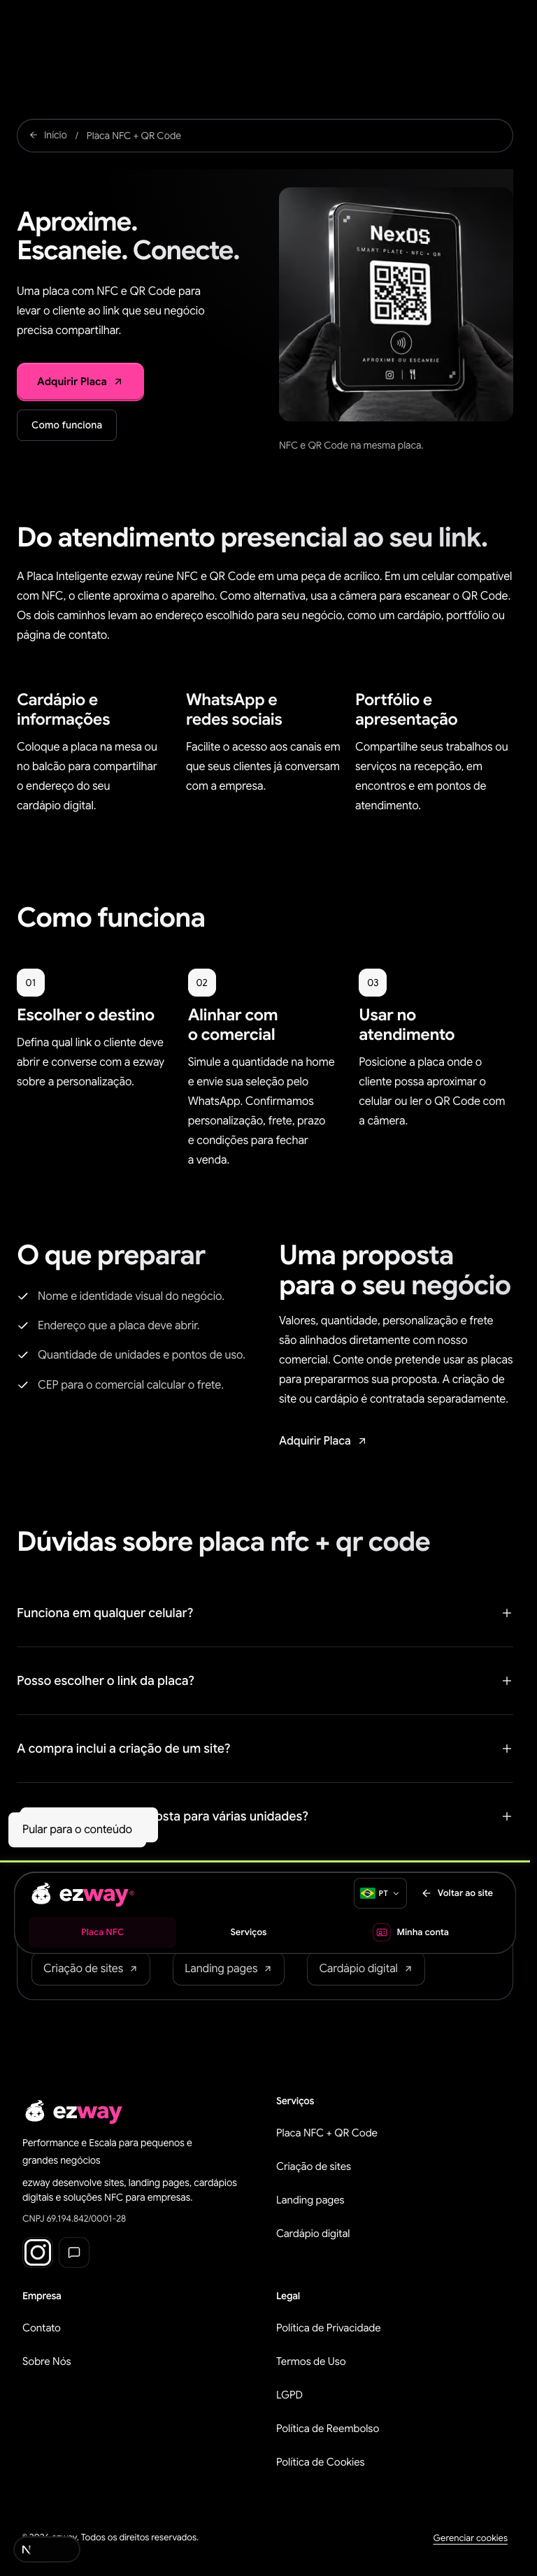 Início / Placa NFC + QR Code
Aproxime.
Escaneie. Conecte.
Uma placa com NFC e QR Code para
levar o cliente ao link que seu negócio
precisa compartilhar.
Adquirir Placa
Como funciona
NexOS
SMART PLATE · NFC + QR
APROXIME OU ESCANEIE
NFC e QR Code na mesma placa.
Do atendimento presencial ao seu link.
A Placa Inteligente ezway reúne NFC e QR Code em uma peça de acrílico. Em um celular compatível
com NFC, o cliente aproxima o aparelho. Como alternativa, usa a câmera para escanear o QR Code.
Os dois caminhos levam ao endereço escolhido para seu negócio, como um cardápio, portfólio ou
página de contato.
Cardápio e
informações
Coloque a placa na mesa ou
no balcão para compartilhar
o endereço do seu
cardápio digital.
WhatsApp e
redes sociais
Facilite o acesso aos canais em
que seus clientes já conversam
com a empresa.
Portfólio e
apresentação
Compartilhe seus trabalhos ou
serviços na recepção, em
encontros e em pontos de
atendimento.
Como funciona
01
Escolher o destino
Defina qual link o cliente deve
abrir e converse com a ezway
sobre a personalização.
02
Alinhar com
o comercial
Simule a quantidade na home
e envie sua seleção pelo
WhatsApp. Confirmamos
personalização, frete, prazo
e condições para fechar
a venda.
03
Usar no
atendimento
Posicione a placa onde o
cliente possa aproximar o
celular ou ler o QR Code com
a câmera.
O que preparar
Nome e identidade visual do negócio.
Endereço que a placa deve abrir.
Quantidade de unidades e pontos de uso.
CEP para o comercial calcular o frete.
Uma proposta
para o seu negócio
Valores, quantidade, personalização e frete
são alinhados diretamente com nosso
comercial. Conte onde pretende usar as placas
para prepararmos sua proposta. A criação de
site ou cardápio é contratada separadamente.
Adquirir Placa
Dúvidas sobre placa nfc + qr code
Funciona em qualquer celular?
Posso escolher o link da placa?
A compra inclui a criação de um site?
osta para várias unidades?
Pular para o conteúdo
ezway®
PT
Voltar ao site
Placa NFC
Serviços
Minha conta
Criação de sites
Landing pages
Cardápio digital
ezway
Performance e Escala para pequenos e
grandes negócios
ezway desenvolve sites, landing pages, cardápios
digitais e soluções NFC para empresas.
CNPJ 69.194.842/0001-28
Serviços
Placa NFC + QR Code
Criação de sites
Landing pages
Cardápio digital
Empresa
Contato
Sobre Nós
Legal
Política de Privacidade
Termos de Uso
LGPD
Política de Reembolso
Política de Cookies
Todos os direitos reservados.
Gerenciar cookies
N